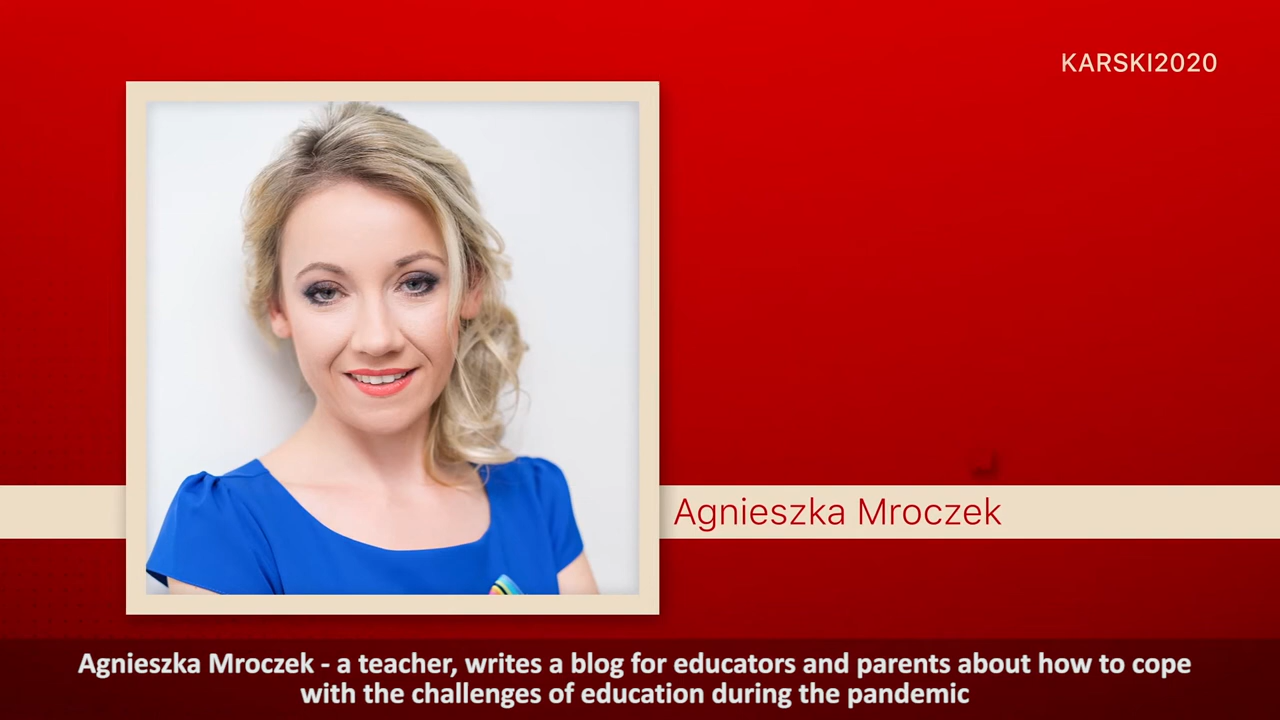 KARSKI2020
Agnieszka Mroczek
Agnieszka Mroczek - a teacher, writes a blog for educators and parents about how to cope
with the challenges of education during the pandemic